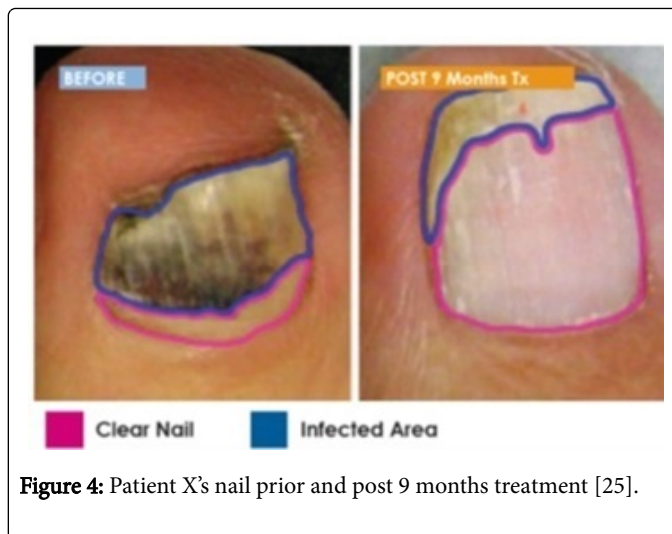 BEFORE
POST 9 Months Tx
Clear Nail
Infected Area
Figure 4: Patient X's nail prior and post 9 months treatment [25].